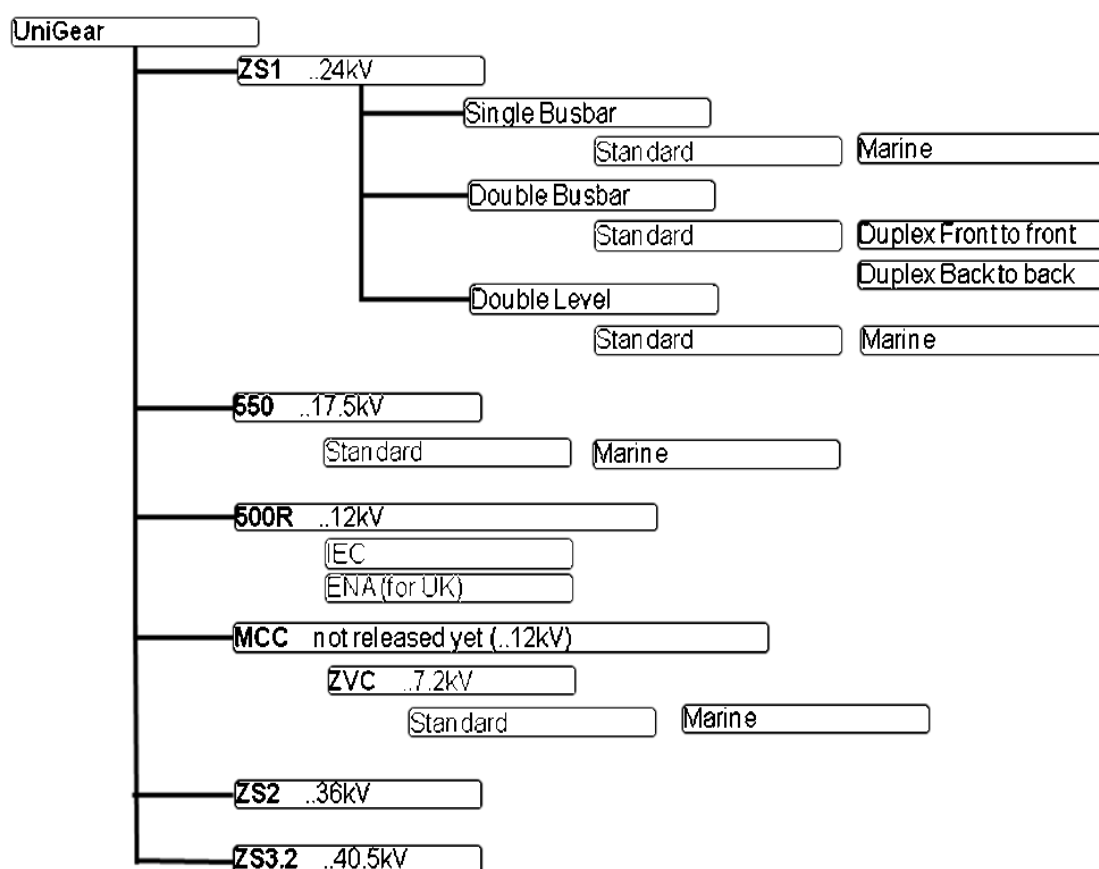 UniGear
ZS1 ..24kV
Single Busbar
Standard Marine
Double Busbar
Standard Duplex Front to front
Duplex Back to back
Double Level
Standard Marine
550 ..17.5kV
Standard Marine
500R ..12kV
IEC
ENA (for UK)
MCC not released yet (..12kV)
ZVC ..7.2kV
Standard Marine
ZS2 ..36kV
ZS3.2 ..40.5kV